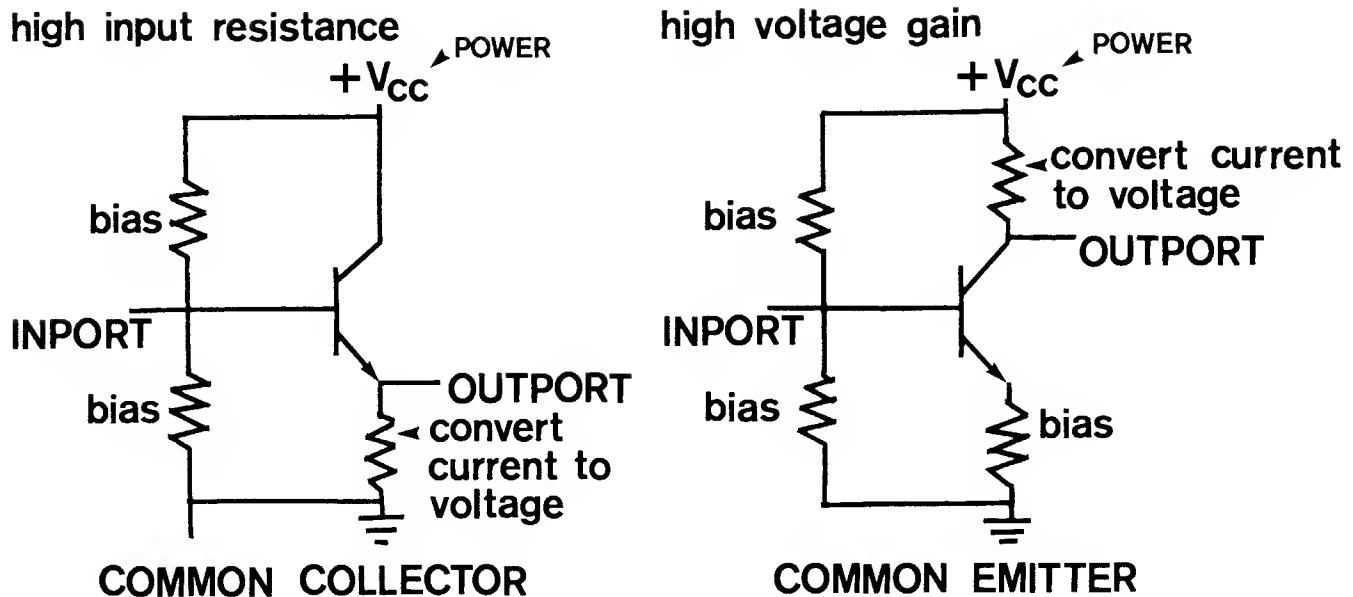 high input resistance
POWER
+VCC
bias
INPORT
bias
OUTPORT
convert
current to
voltage
COMMON COLLECTOR
high voltage gain
POWER
+VCC
convert current
to voltage
bias
OUTPORT
INPORT
bias
bias
COMMON EMITTER